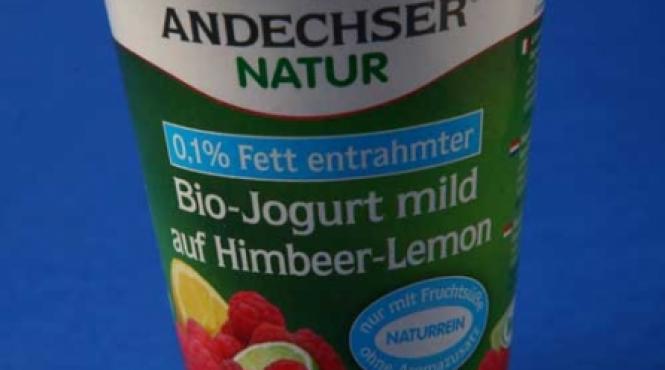 ANDECHSER
NATUR
0,1% Fett entrahmter
Bio-Jogurt mild
auf Himbeer-Lemon
nur mit Fruchtsüße
NATURREIN
ohne Aromazusatz